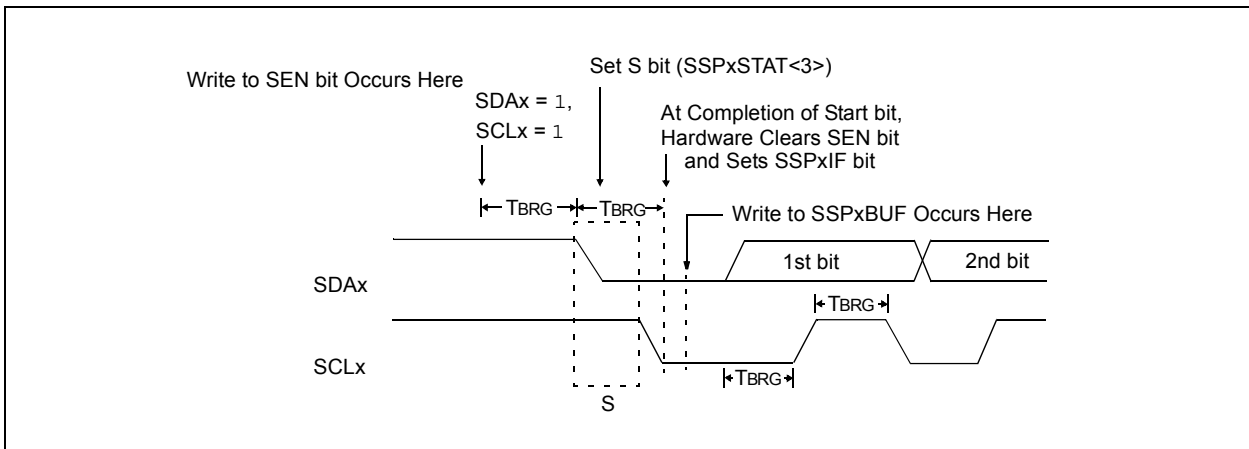 Write to SEN bit Occurs Here
SDAx = 1,
SCLx = 1
Set S bit (SSPxSTAT<3>)
At Completion of Start bit,
Hardware Clears SEN bit
and Sets SSPxIF bit
TBRG
TBRG
Write to SSPxBUF Occurs Here
SDAx
1st bit
2nd bit
TBRG
SCLx
TBRG
S